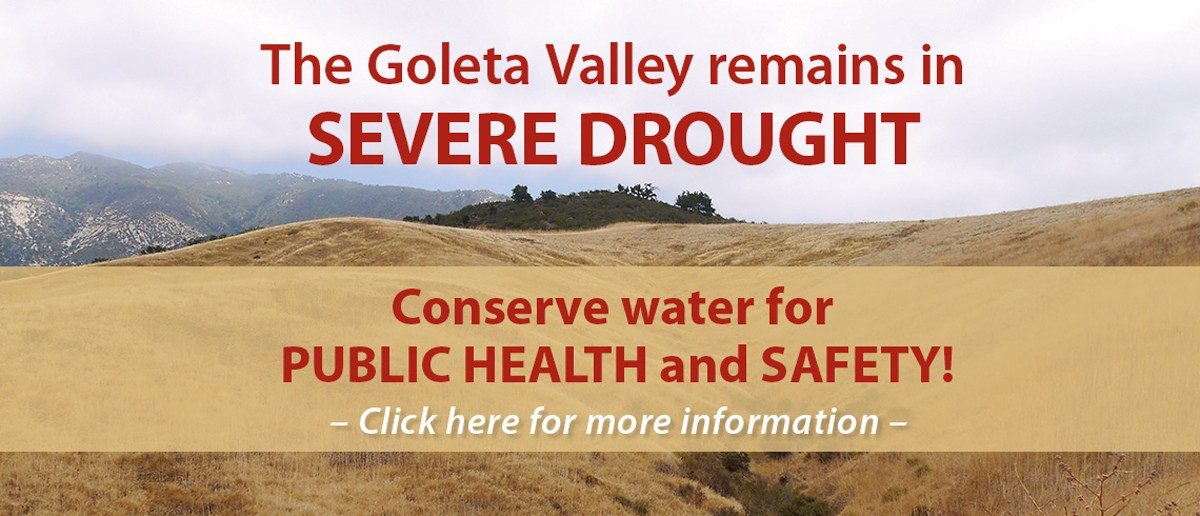 The Goleta Valley remains in
SEVERE DROUGHT
Conserve water for
PUBLIC HEALTH and SAFETY!
– Click here for more information –